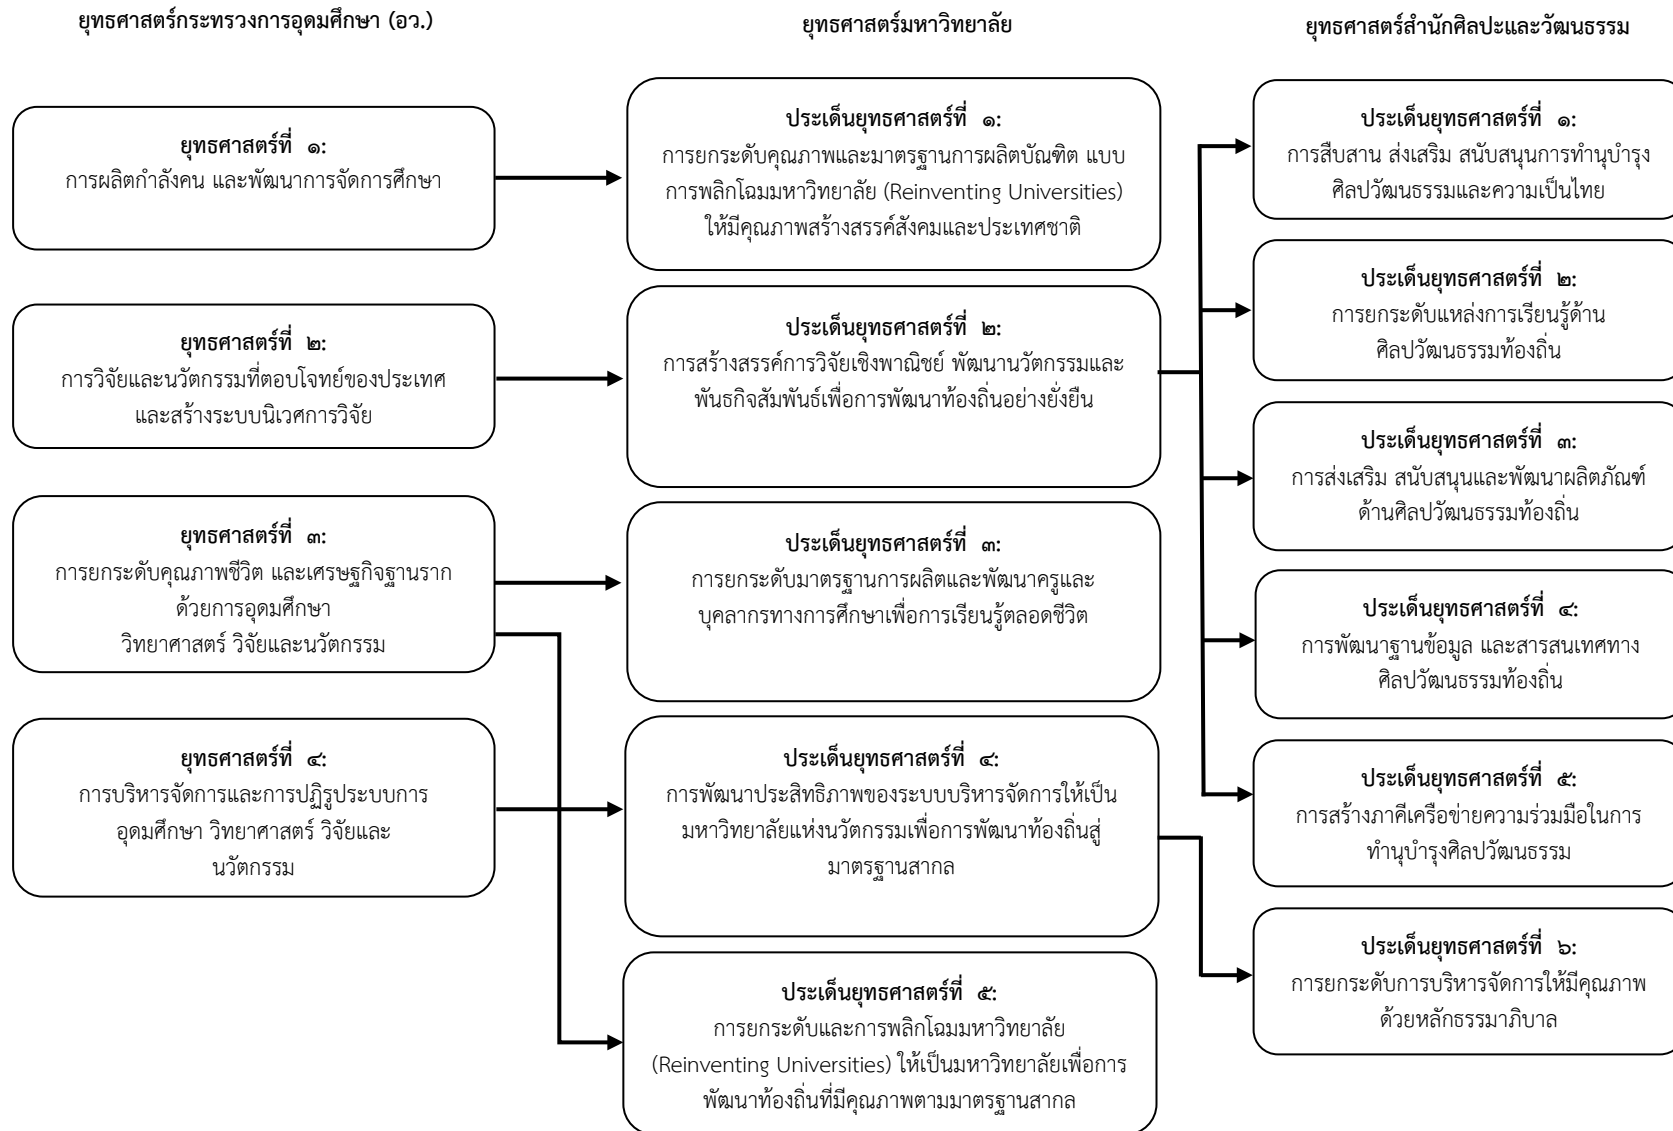 ยุทธศาสตร์กระทรวงการอุดมศึกษา (อว.)
ยุทธศาสตร์ที่ ๑:
การผลิตกำลังคน และพัฒนาการจัดการศึกษา
ยุทธศาสตร์ที่ ๒:
การวิจัยและนวัตกรรมที่ตอบโจทย์ของประเทศ
และสร้างระบบนิเวศการวิจัย
ยุทธศาสตร์ที่ ๓:
การยกระดับคุณภาพชีวิต และเศรษฐกิจฐานราก
ด้วยการอุดมศึกษา
วิทยาศาสตร์ วิจัยและนวัตกรรม
ยุทธศาสตร์ที่ ๔:
การบริหารจัดการและการปฏิรูประบบการ
อุดมศึกษา วิทยาศาสตร์ วิจัยและ
นวัตกรรม
ยุทธศาสตร์มหาวิทยาลัย
ประเด็นยุทธศาสตร์ที่ ๑:
การยกระดับคุณภาพและมาตรฐานการผลิตบัณฑิต แบบ
การพลิกโฉมมหาวิทยาลัย (Reinventing Universities)
ให้มีคุณภาพสร้างสรรค์สังคมและประเทศชาติ
ประเด็นยุทธศาสตร์ที่ ๒:
การสร้างสรรค์การวิจัยเชิงพาณิชย์ พัฒนานวัตกรรมและ
พันธกิจสัมพันธ์เพื่อการพัฒนาท้องถิ่นอย่างยั่งยืน
ประเด็นยุทธศาสตร์ที่ ๓:
การยกระดับมาตรฐานการผลิตและพัฒนาครูและ
บุคลากรทางการศึกษาเพื่อการเรียนรู้ตลอดชีวิต
ประเด็นยุทธศาสตร์ที่ ๔:
การพัฒนาประสิทธิภาพของระบบบริหารจัดการให้เป็น
มหาวิทยาลัยแห่งนวัตกรรมเพื่อการพัฒนาท้องถิ่นสู่
มาตรฐานสากล
ประเด็นยุทธศาสตร์ที่ ๕:
การยกระดับและการพลิกโฉมมหาวิทยาลัย
(Reinventing Universities) ให้เป็นมหาวิทยาลัยเพื่อการ
พัฒนาท้องถิ่นที่มีคุณภาพตามมาตรฐานสากล
ยุทธศาสตร์สำนักศิลปะและวัฒนธรรม
ประเด็นยุทธศาสตร์ที่ ๑:
การสืบสาน ส่งเสริม สนับสนุนการทำนุบำรุง
ศิลปวัฒนธรรมและความเป็นไทย
ประเด็นยุทธศาสตร์ที่ ๒:
การยกระดับแหล่งการเรียนรู้ด้าน
ศิลปวัฒนธรรมท้องถิ่น
ประเด็นยุทธศาสตร์ที่ ๓:
การส่งเสริม สนับสนุนและพัฒนาผลิตภัณฑ์
ด้านศิลปวัฒนธรรมท้องถิ่น
ประเด็นยุทธศาสตร์ที่ ๔:
การพัฒนาฐานข้อมูล และสารสนเทศทาง
ศิลปวัฒนธรรมท้องถิ่น
ประเด็นยุทธศาสตร์ที่ ๕:
การสร้างภาคีเครือข่ายความร่วมมือในการ
ทำนุบำรุงศิลปวัฒนธรรม
ประเด็นยุทธศาสตร์ที่ ๖:
การยกระดับการบริหารจัดการให้มีคุณภาพ
ด้วยหลักธรรมาภิบาล